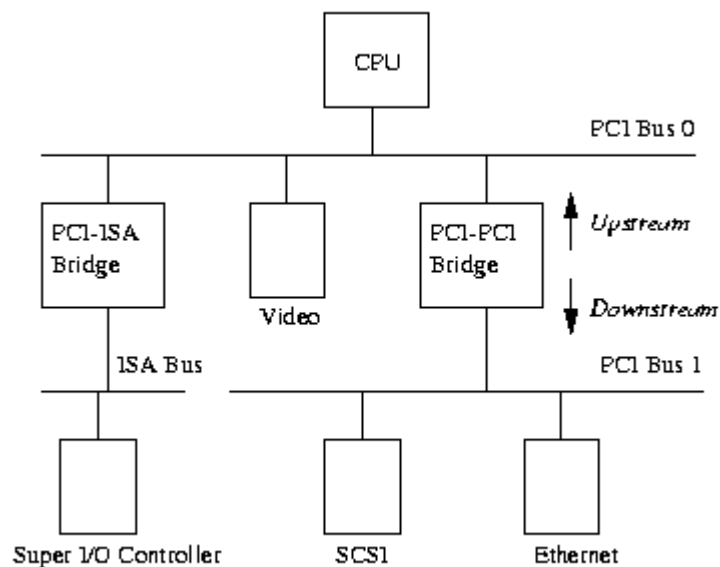 CPU
PCI Bus 0
PCI-ISA
Bridge
Video
PCI-PCI
Bridge
Upstream
Downstream
ISA Bus
PCI Bus 1
Super I/O Controller
SCSI
Ethernet